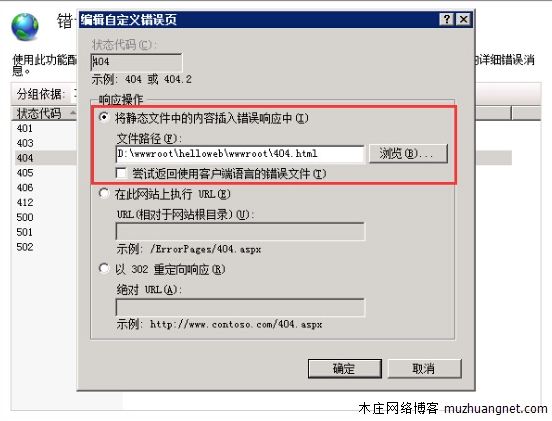 错
编辑自定义错误页
状态代码(C):
404
示例: 404 或 404.2
使用此功能配
的详细错误消
息。
分组依据:
状态代码
401
403
404
405
406
412
500
501
502
响应操作
将静态文件中的内容插入错误响应中(I)
文件路径(F):
D:\wwwroot\helloweb\wwwroot\404.html
浏览(B)...
尝试返回使用客户端语言的错误文件(T)
在此网站上执行 URL(E)
URL(相对于网站根目录)(U):
示例: /ErrorPages/404.aspx
以 302 重定向响应(R)
绝对 URL(A):
示例: http://www.contoso.com/404.aspx
确定
取消
木庄网络博客 muzhuangnet.com